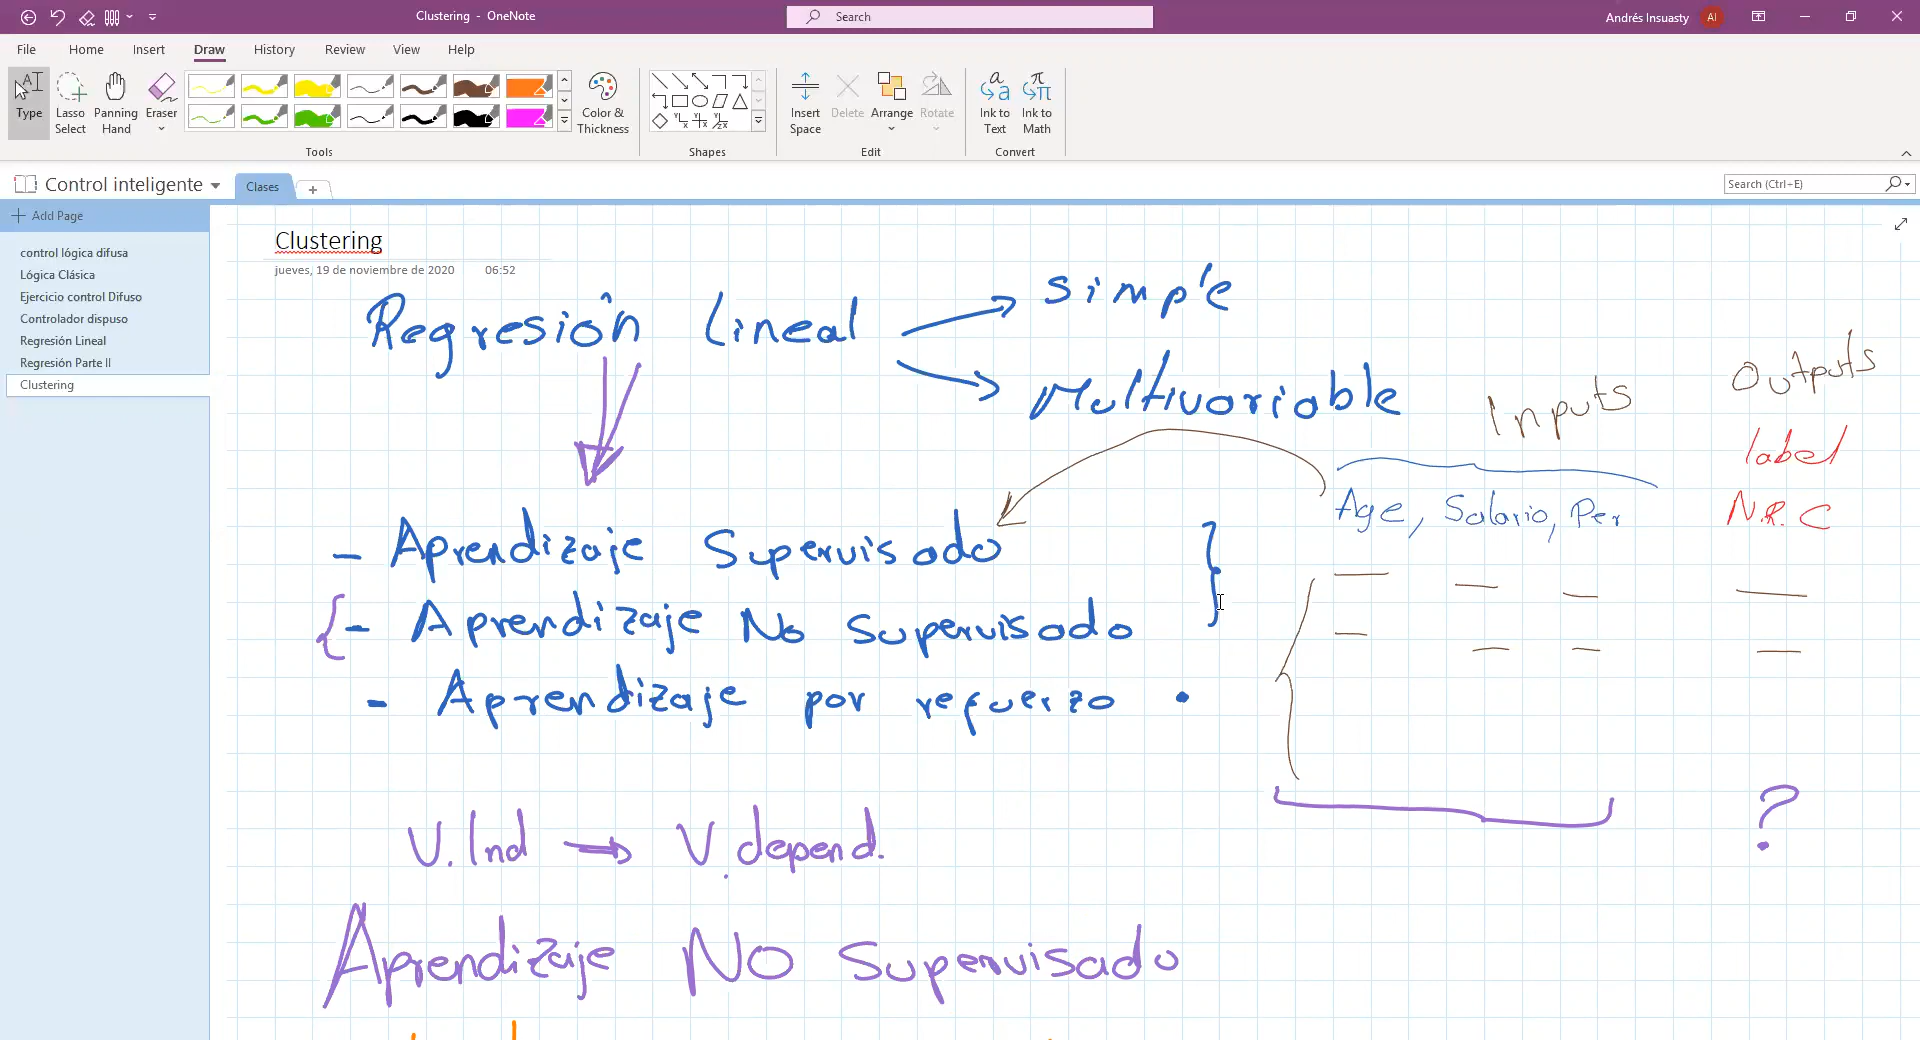 Clustering - OneNote
Search
Andrés Insuasty
AI
File Home Insert Draw History Review View Help
Type
Lasso Select
Panning Hand
Eraser
Color & Thickness
Insert Space
Delete
Arrange
Rotate
Ink to Text
Ink to Math
Tools
Shapes
Edit
Convert
Control inteligente
Clases
Search (Ctrl+E)
Add Page
control lógica difusa
Lógica Clásica
Ejercicio control Difuso
Controlador dispuso
Regresión Lineal
Regresión Parte II
Clustering
Clustering
jueves, 19 de noviembre de 2020 06:52
Regresión Lineal → simple
→ Multivariable
Inputs
Outputs
label
Age, Salario, Per
N.R.C
- Aprendizaje Supervisado
- Aprendizaje No Supervisado
- Aprendizaje por refuerzo .
?
V. Ind → V. depend.
Aprendizaje NO Supervisado